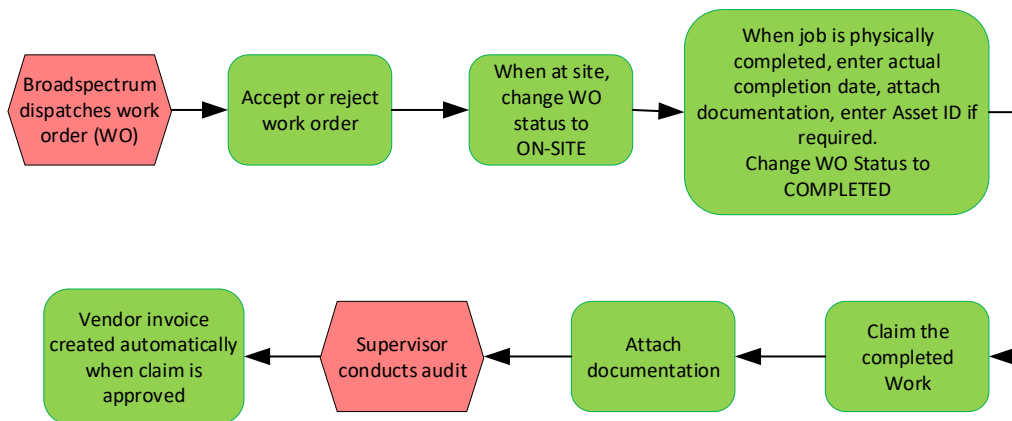 Broadspectrum
dispatches work
order (WO)
Accept or reject
work order
When at site,
change WO
status to
ON-SITE
When job is physically
completed, enter actual
completion date, attach
documentation, enter Asset ID if
required.
Change WO Status to
COMPLETED
Claim the
completed
Work
Attach
documentation
Supervisor
conducts audit
Vendor invoice
created automatically
when claim is
approved